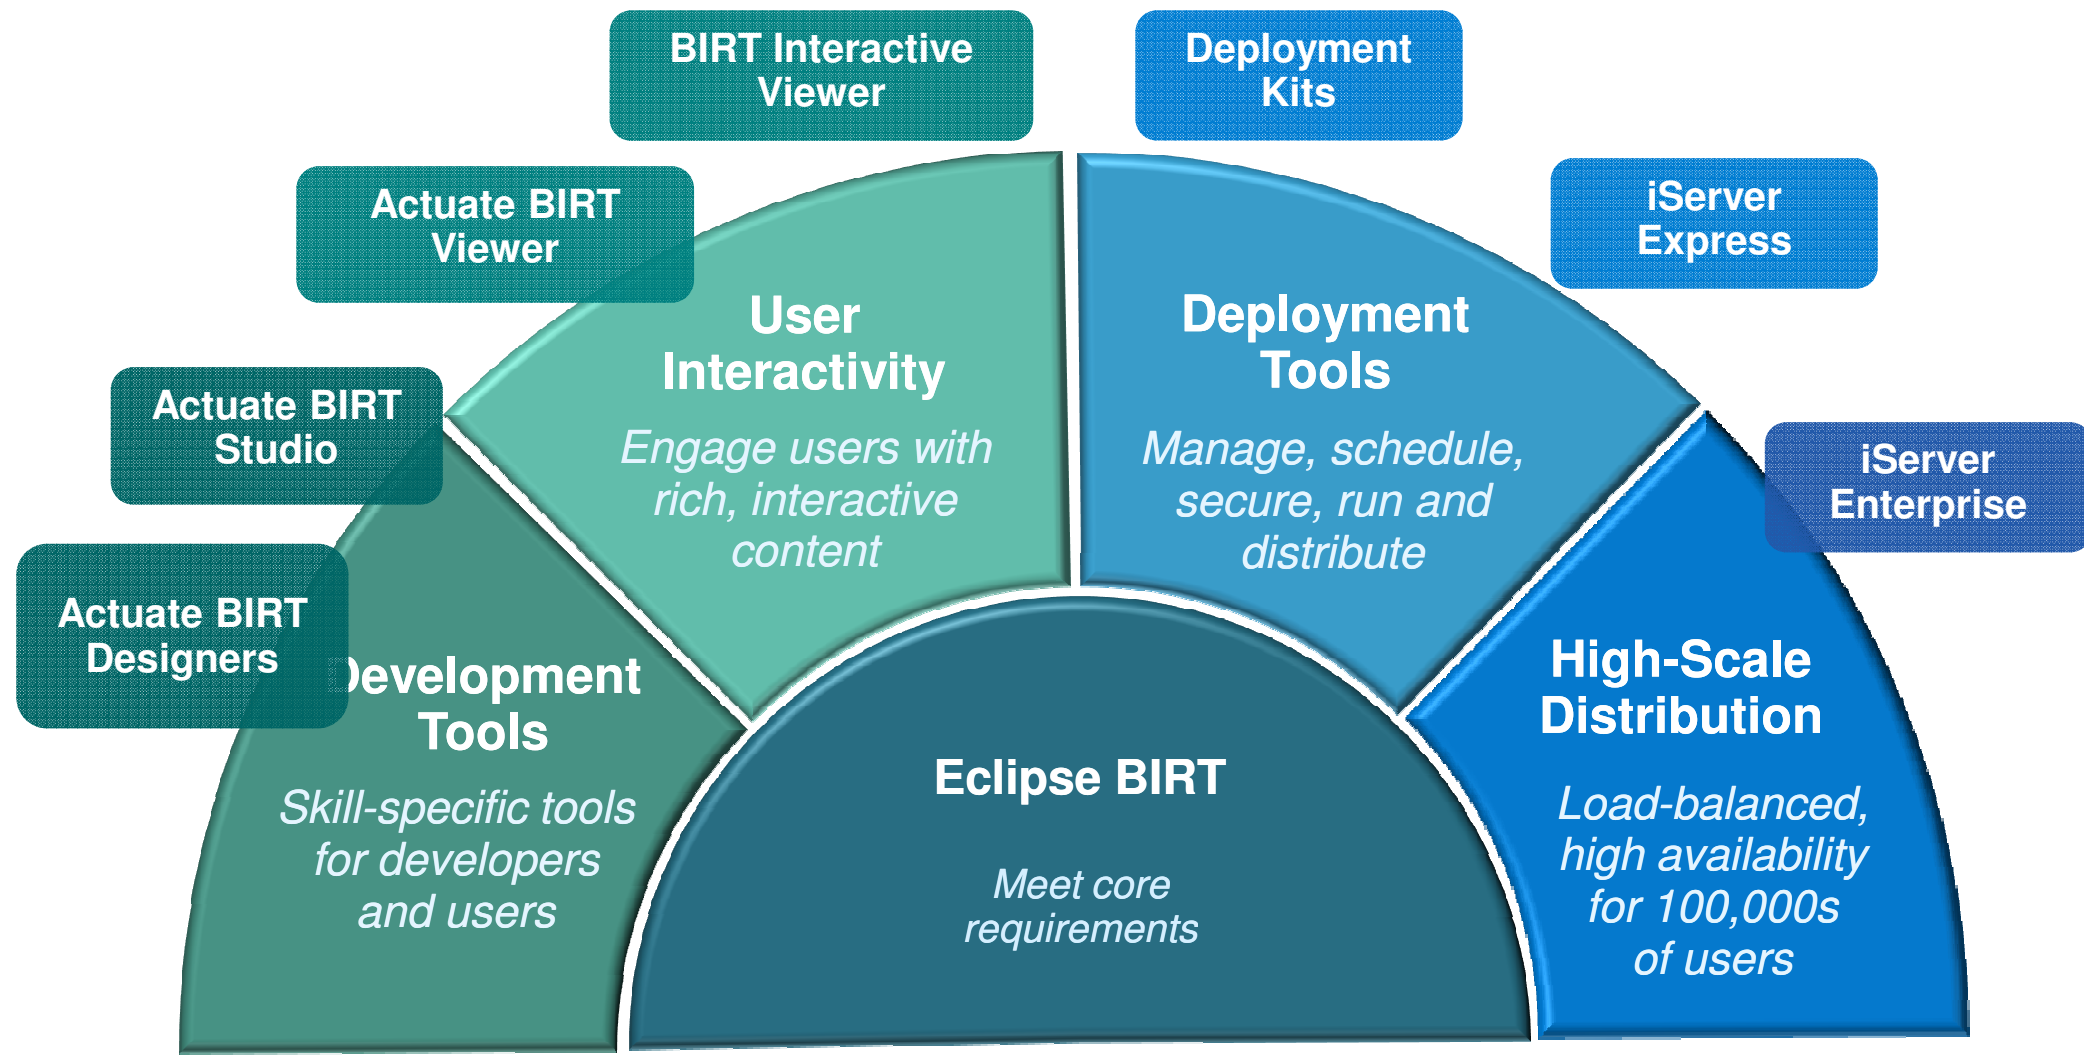 BIRT Interactive
Viewer
Deployment
Kits
Actuate BIRT
Viewer
iServer
Express
User
Interactivity
Engage users with
rich, interactive
content
Deployment
Tools
Manage, schedule,
secure, run and
distribute
Actuate BIRT
Studio
iServer
Enterprise
Actuate BIRT
Designers
Development
Tools
Skill-specific tools
for developers
and users
High-Scale
Distribution
Load-balanced,
high availability
for 100,000s
of users
Eclipse BIRT
Meet core
requirements